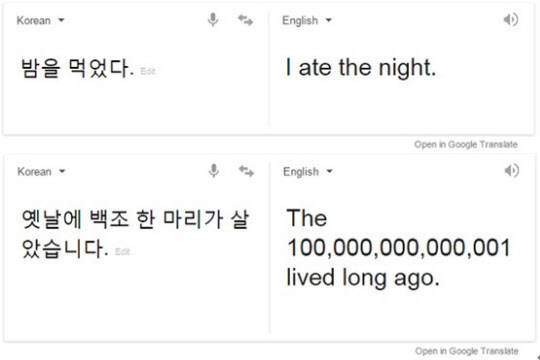 Korean
English
밤을 먹었다. Edit
I ate the night.
Open in Google Translate
Korean
English
옛날에 백조 한 마리가 살
았습니다. Edit
The
100,000,000,000,001
lived long ago.
Open in Google Translate